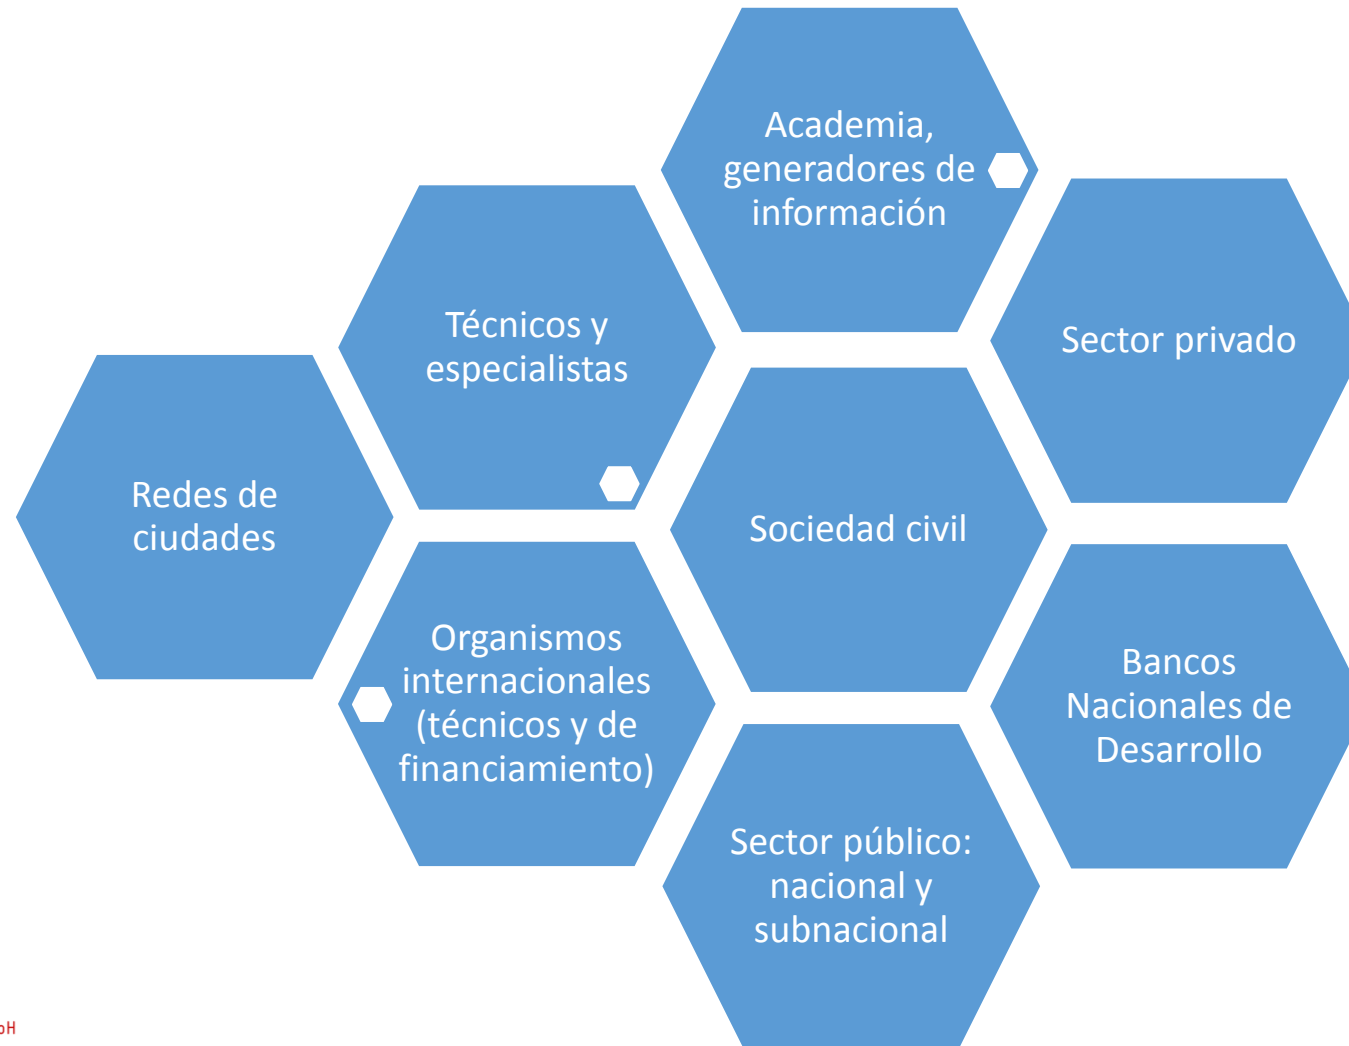 Academia,
generadores de
información
Técnicos y
especialistas
Sector privado
Redes de
ciudades
Sociedad civil
Organismos
internacionales
(técnicos y de
financiamiento)
Bancos
Nacionales de
Desarrollo
Sector público:
nacional y
subnacional